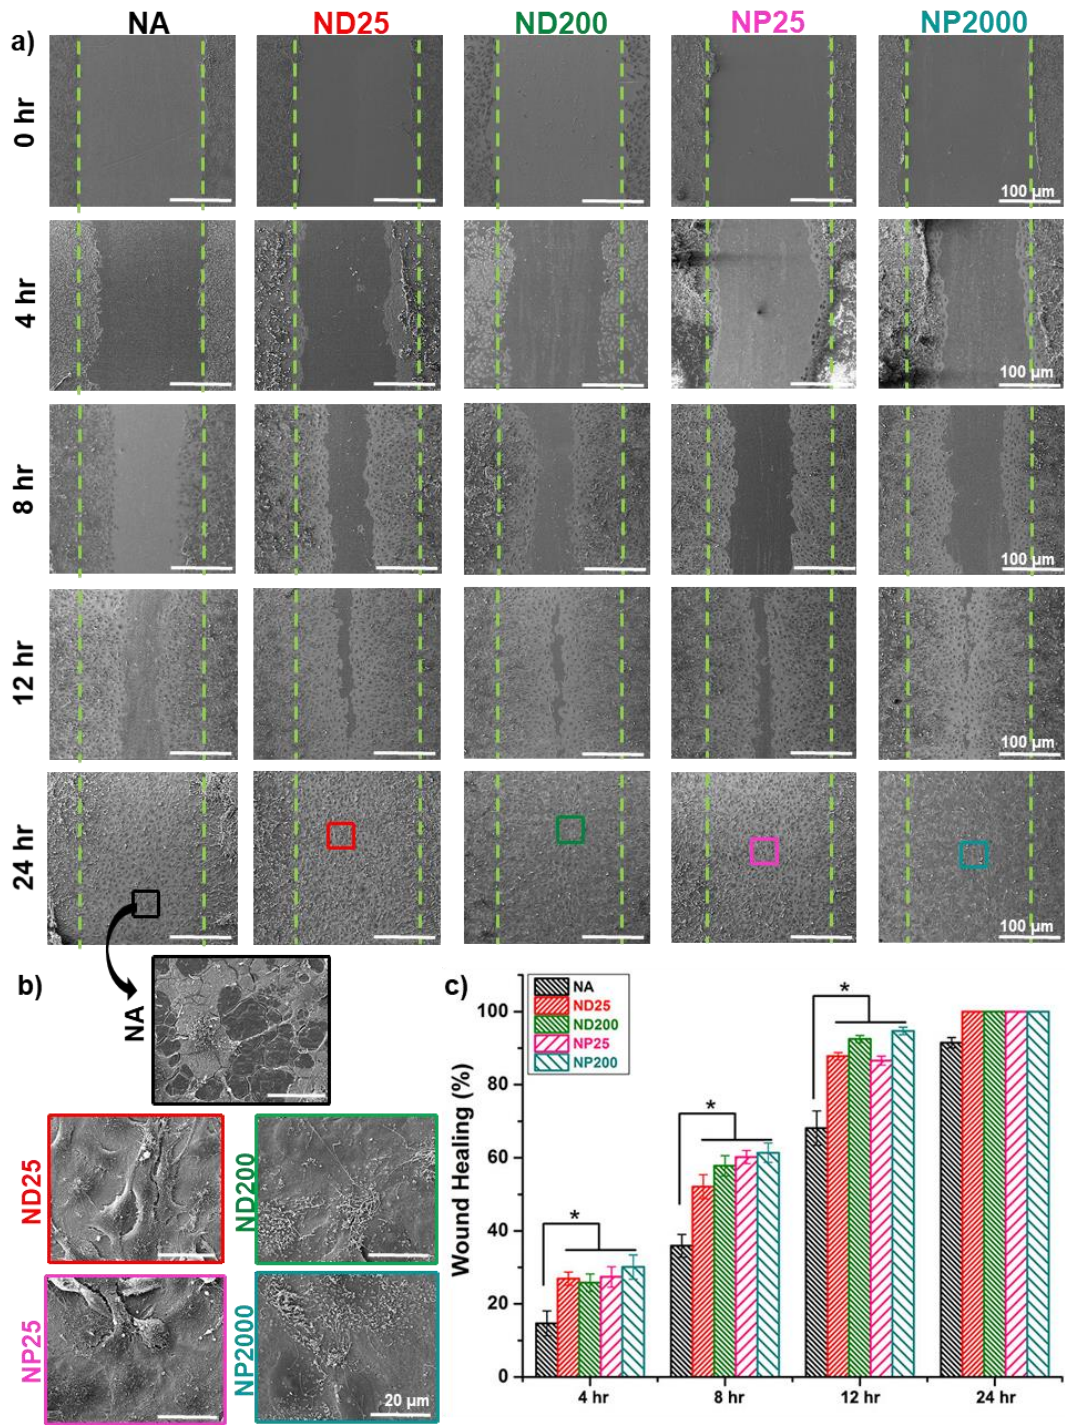 NA ND25 ND200 NP25 NP2000
a)
0 hr
100 µm
4 hr
100 µm
8 hr
100 µm
12 hr
100 µm
24 hr
100 µm
b)
NA
ND25
ND200
NP25
NP2000
20 µm
c)
Wound Healing (%)
100
80
60
40
20
0
NA
ND25
ND200
NP25
NP200
*
*
*
4 hr 8 hr 12 hr 24 hr